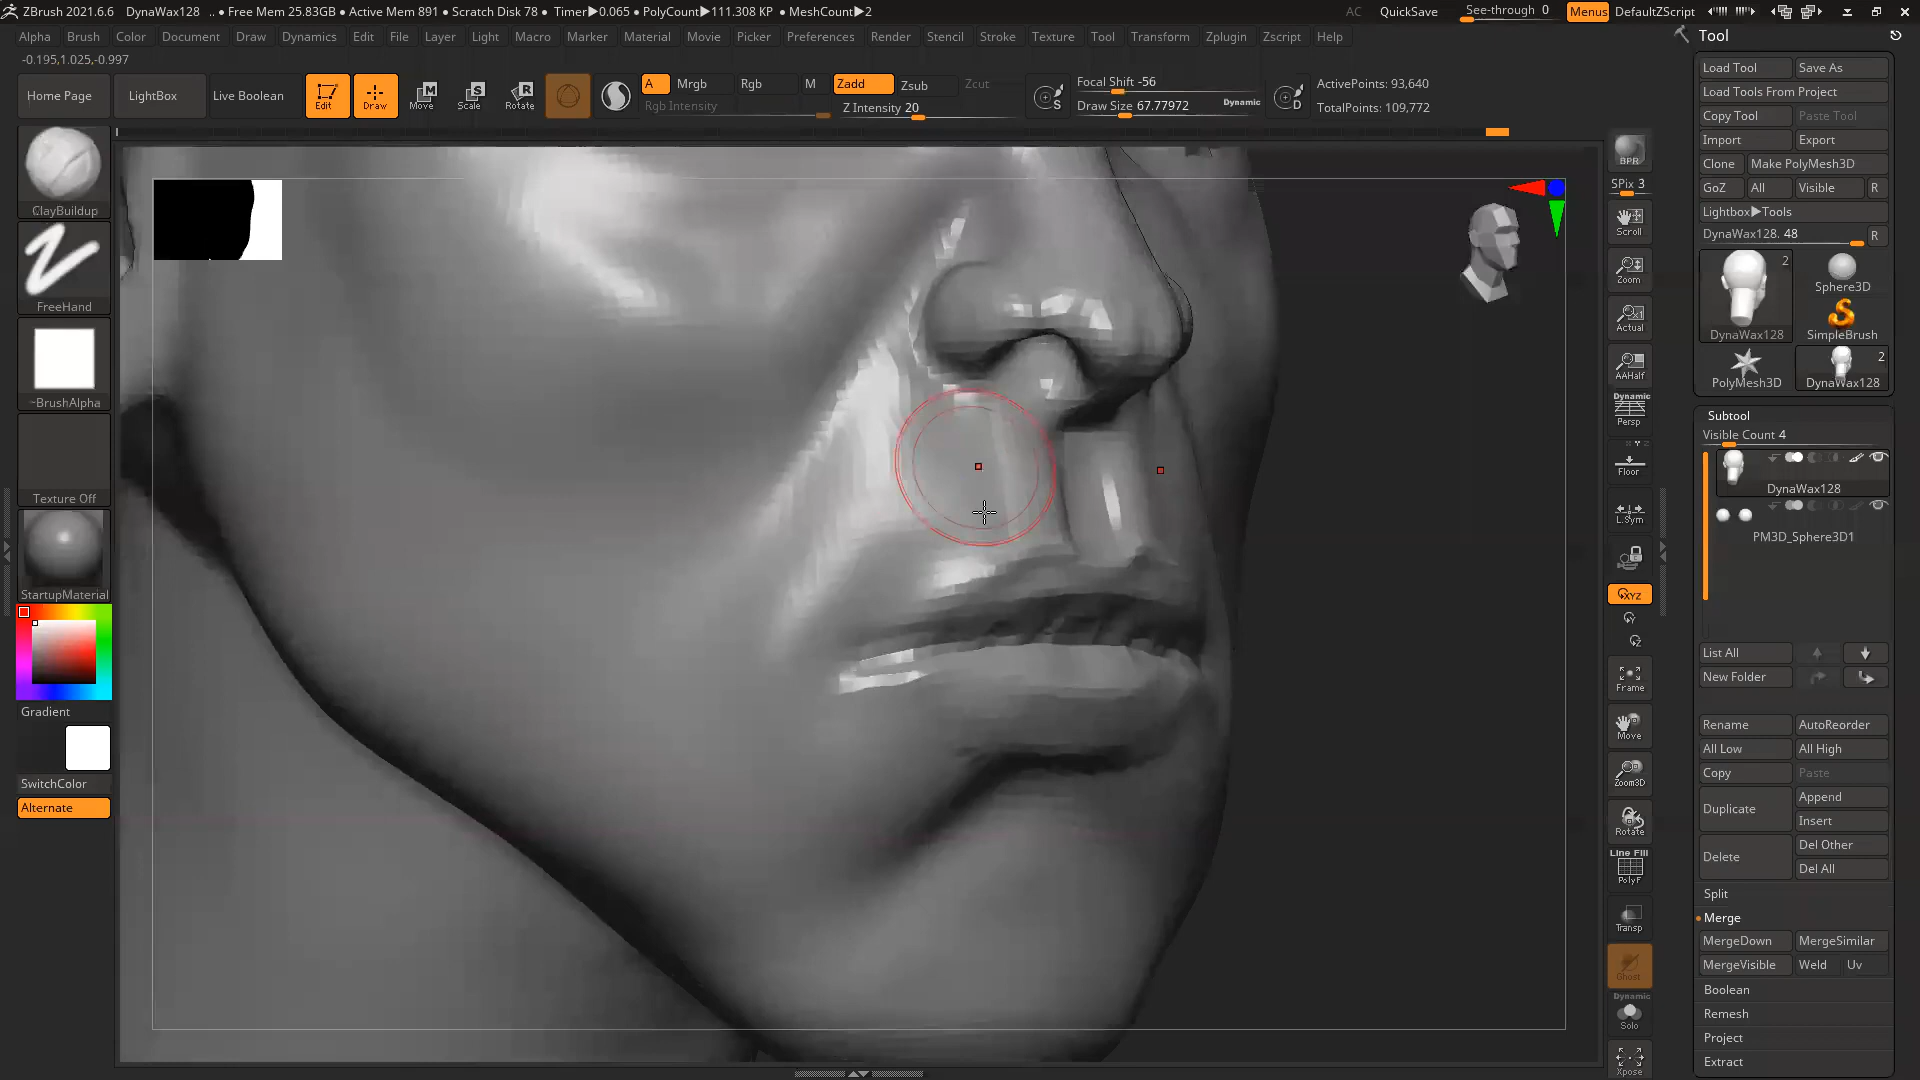 ZBrush 2021.6.6 DynaWax128 .. • Free Mem 25.83GB • Active Mem 891 • Scratch Disk 78 • Timer▶0.065 • PolyCount▶111.308 KP • MeshCount▶2 AC QuickSave See-through 0 Menus DefaultZScript
Alpha Brush Color Document Draw Dynamics Edit File Layer Light Macro Marker Material Movie Picker Preferences Render Stencil Stroke Texture Tool Transform Zplugin Zscript Help
-0.195,1.025,-0.997
Home Page LightBox Live Boolean Edit Draw Move Scale Rotate
A Mrgb Rgb M Zadd Zsub Zcut
Rgb Intensity Z Intensity 20
Focal Shift -56
Draw Size 67.77972 Dynamic
ActivePoints: 93,640
TotalPoints: 109,772
ClayBuildup
FreeHand
~BrushAlpha
Texture Off
StartupMaterial
Gradient
SwitchColor
Alternate
BPR
SPix 3
Scroll
Zoom
Actual
AAHalf
Dynamic
Persp
Floor
L.Sym
XYZ
Frame
Move
Zoom3D
Rotate
Line Fill
PolyF
Transp
Ghost
Dynamic
Solo
Xpose
Tool
Load Tool Save As
Load Tools From Project
Copy Tool Paste Tool
Import Export
Clone Make PolyMesh3D
GoZ All Visible R
Lightbox▶Tools
DynaWax128. 48 R
2
Sphere3D
DynaWax128 SimpleBrush
2
PolyMesh3D DynaWax128
Subtool
Visible Count 4
DynaWax128
PM3D_Sphere3D1
List All
New Folder
Rename AutoReorder
All Low All High
Copy Paste
Duplicate Append
Insert
Delete Del Other
Del All
Split
Merge
MergeDown MergeSimilar
MergeVisible Weld Uv
Boolean
Remesh
Project
Extract